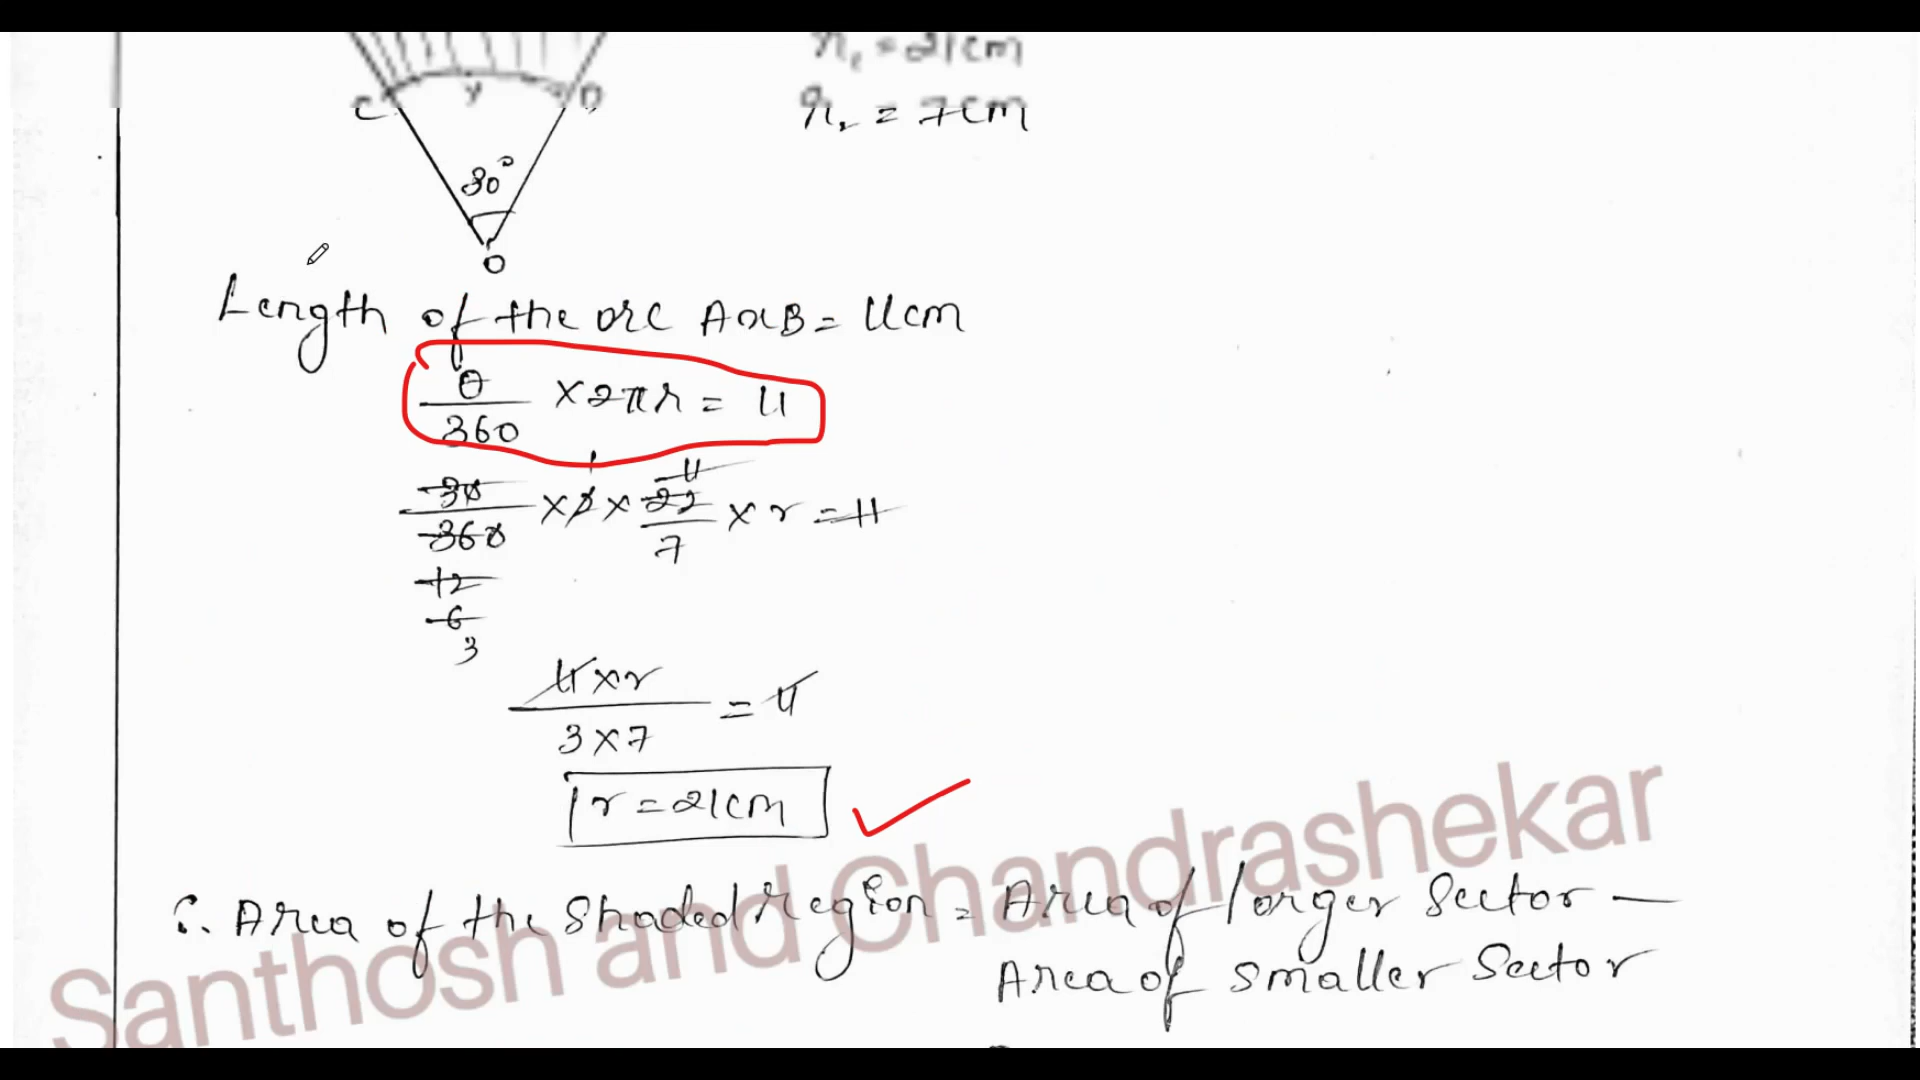 r₁ = 21cm
C Y D
r₂ = 7cm
30°
O
Length of the arc AxB = 11cm
θ/360 × 2πr = 11
30/360 × 2 × 22/7 × r = 11
1 11
12
6
3
11×r/3×7 = 11
r = 21cm
∴ Area of the Shaded Region = Area of larger Sector —
Area of smaller Sector
Santhosh and Chandrashekar